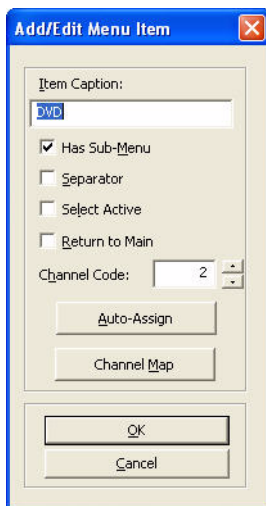 Add/Edit Menu Item
Item Caption:
DVD
Has Sub-Menu
Separator
Select Active
Return to Main
Channel Code: 2
Auto-Assign
Channel Map
OK
Cancel